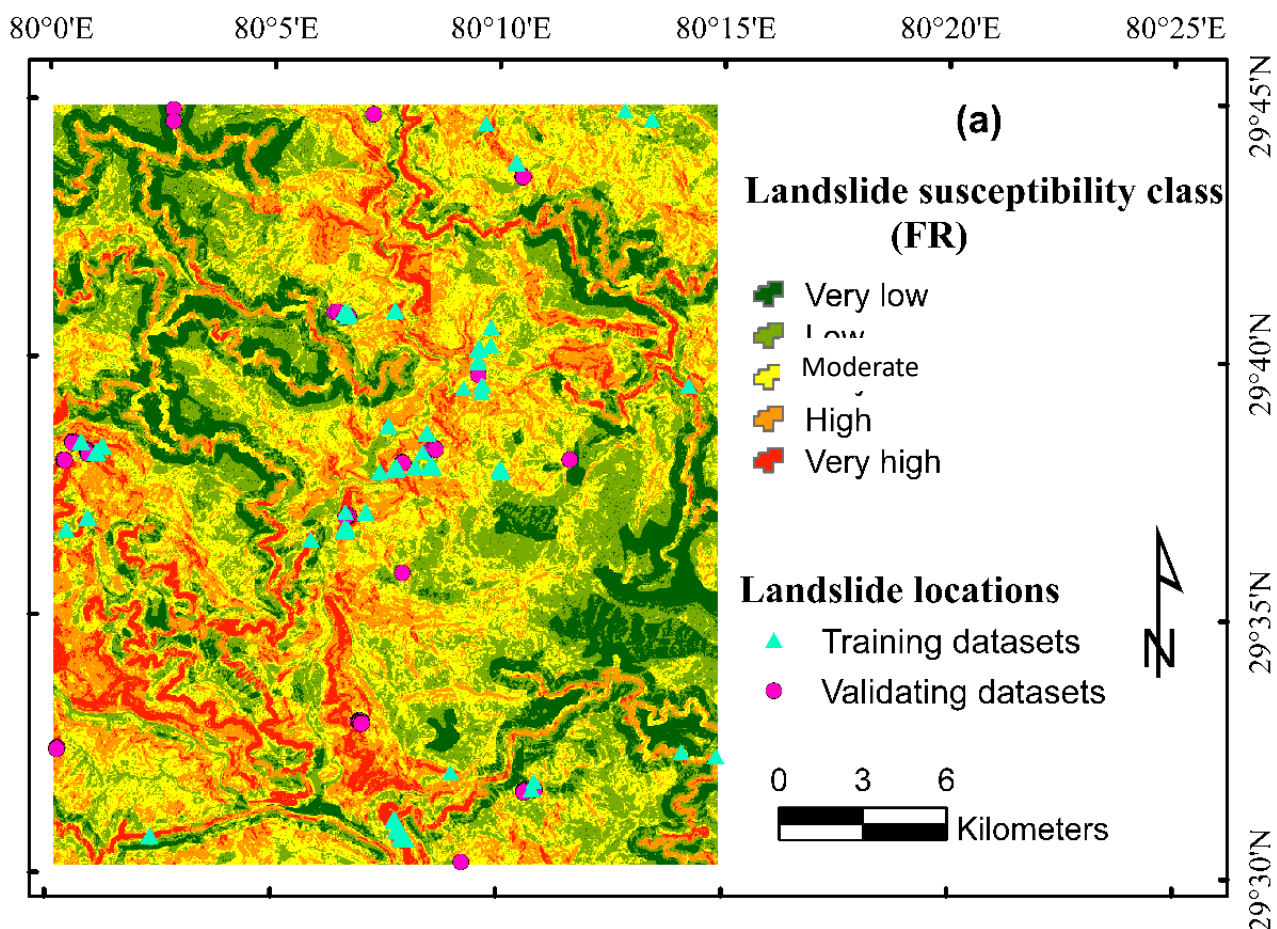 80°0'E 80°5'E 80°10'E 80°15'E 80°20'E 80°25'E
29°45'N
(a)
Landslide susceptibility class
(FR)
Very low
Low
Moderate
High
Very high
29°40'N
Landslide locations
Training datasets
Validating datasets
29°35'N
N
0 3 6
Kilometers
29°30'N